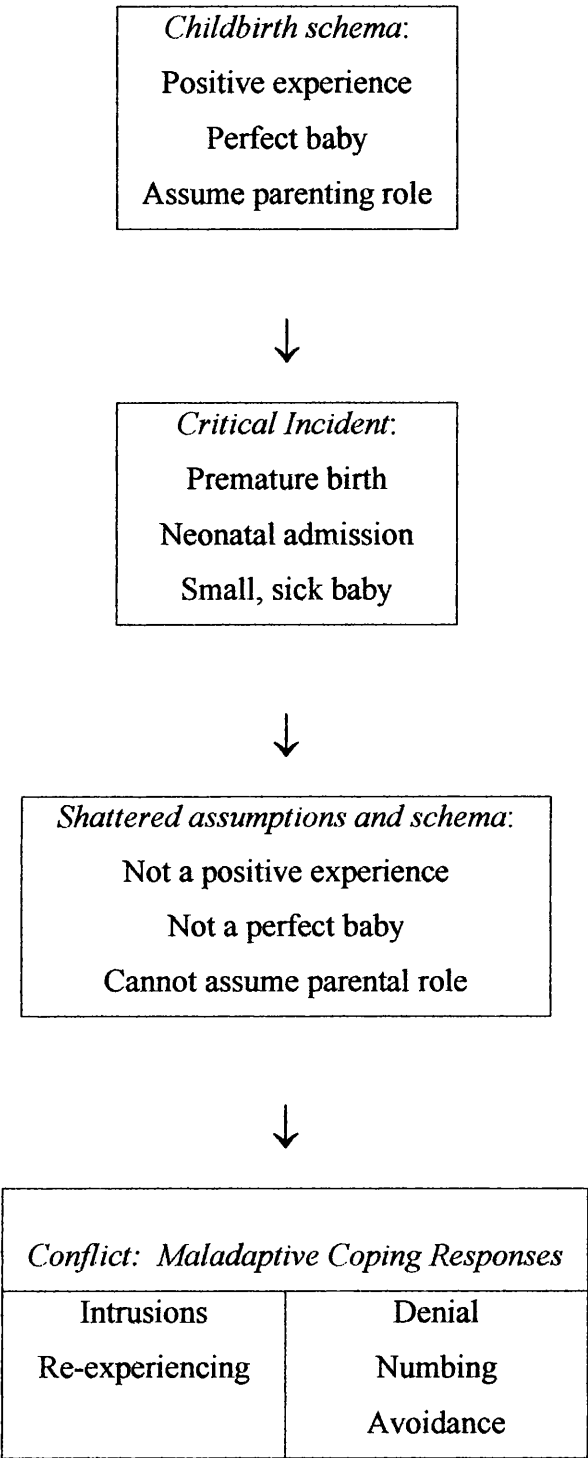 Childbirth schema:
Positive experience
Perfect baby
Assume parenting role
↓
Critical Incident:
Premature birth
Neonatal admission
Small, sick baby
↓
Shattered assumptions and schema:
Not a positive experience
Not a perfect baby
Cannot assume parental role
↓
Conflict: Maladaptive Coping Responses
Intrusions
Re-experiencing
Denial
Numbing
Avoidance